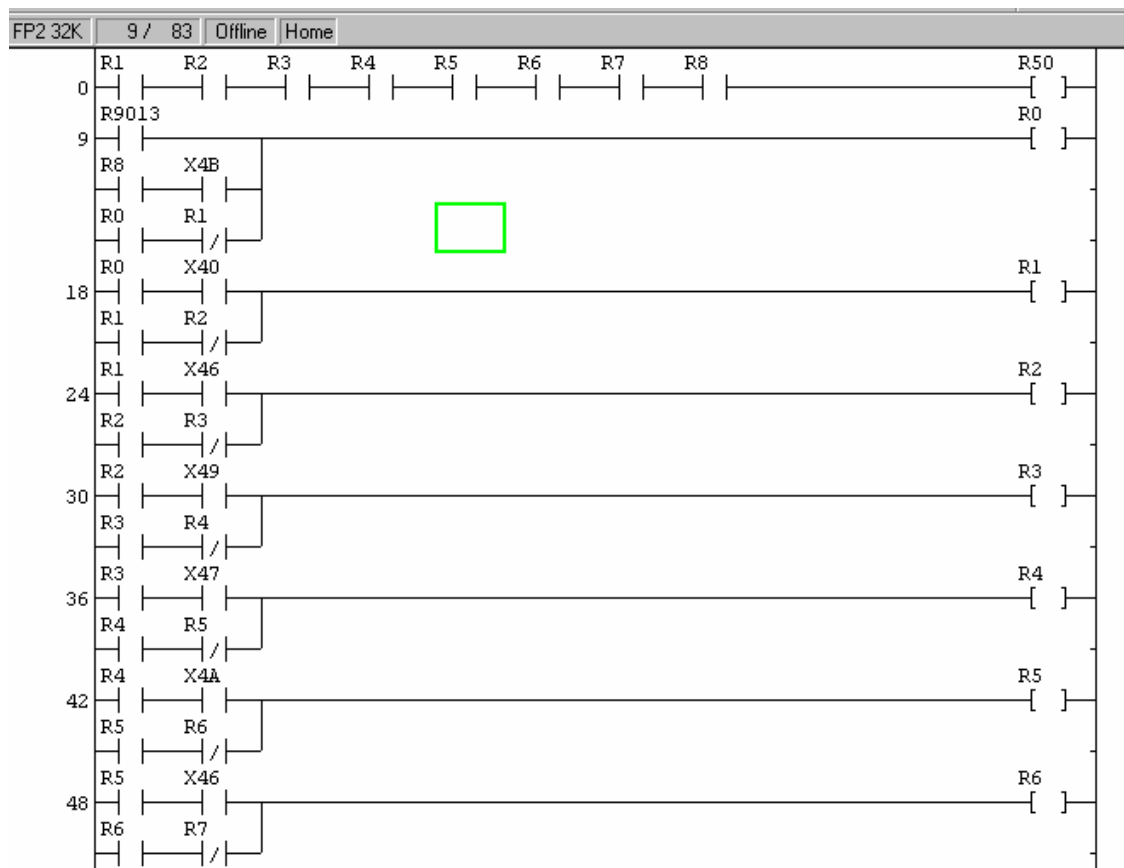 FP2 32K 9 / 83 Offline Home
R1 R2 R3 R4 R5 R6 R7 R8 R50
0
R9013 R0
9
R8 X4B
R0 R1
R0 X40 R1
18
R1 R2
R1 X46 R2
24
R2 R3
R2 X49 R3
30
R3 R4
R3 X47 R4
36
R4 R5
R4 X4A R5
42
R5 R6
R5 X46 R6
48
R6 R7